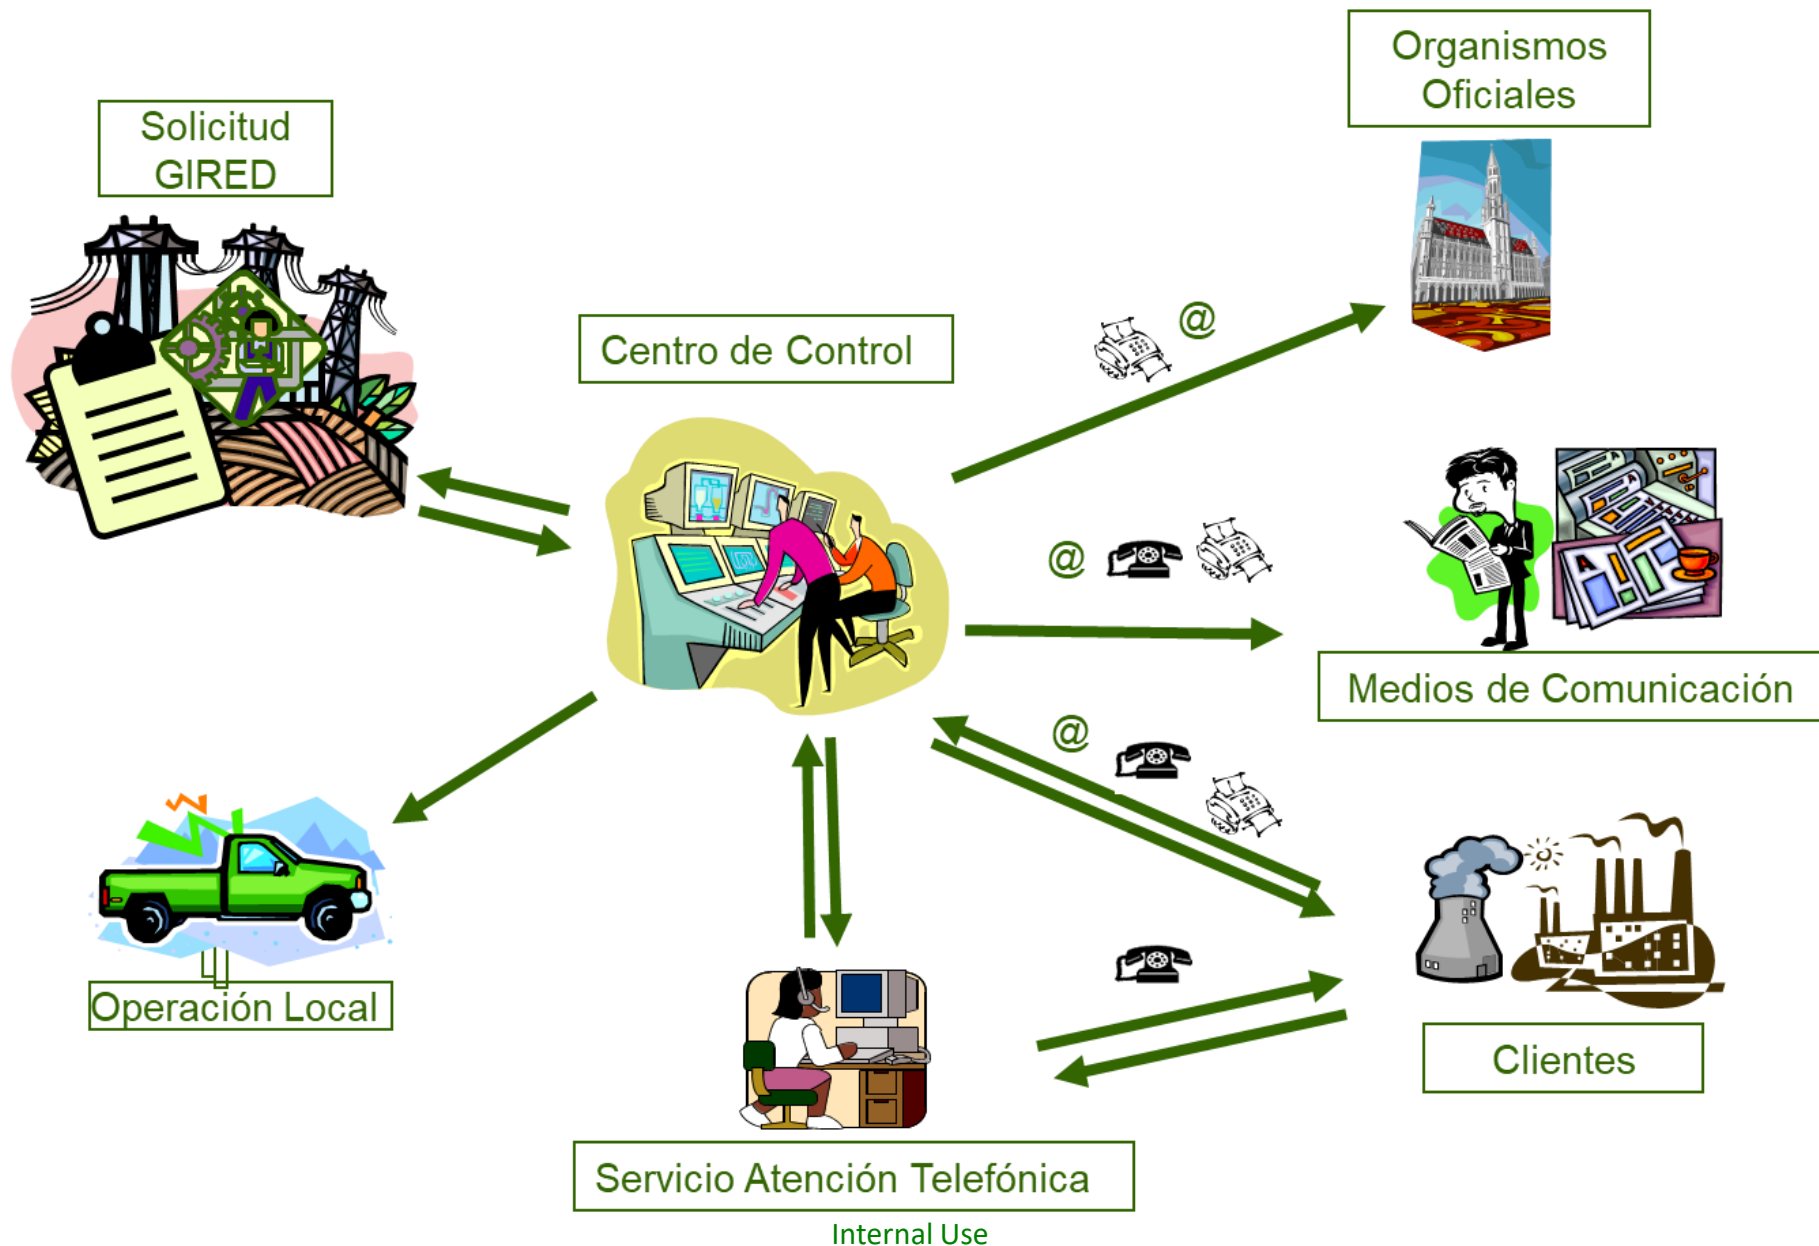 Organismos
Oficiales
Solicitud
GIRED
@
Centro de Control
@
Medios de Comunicación
@
Operación Local
Clientes
Servicio Atención Telefónica
Internal Use